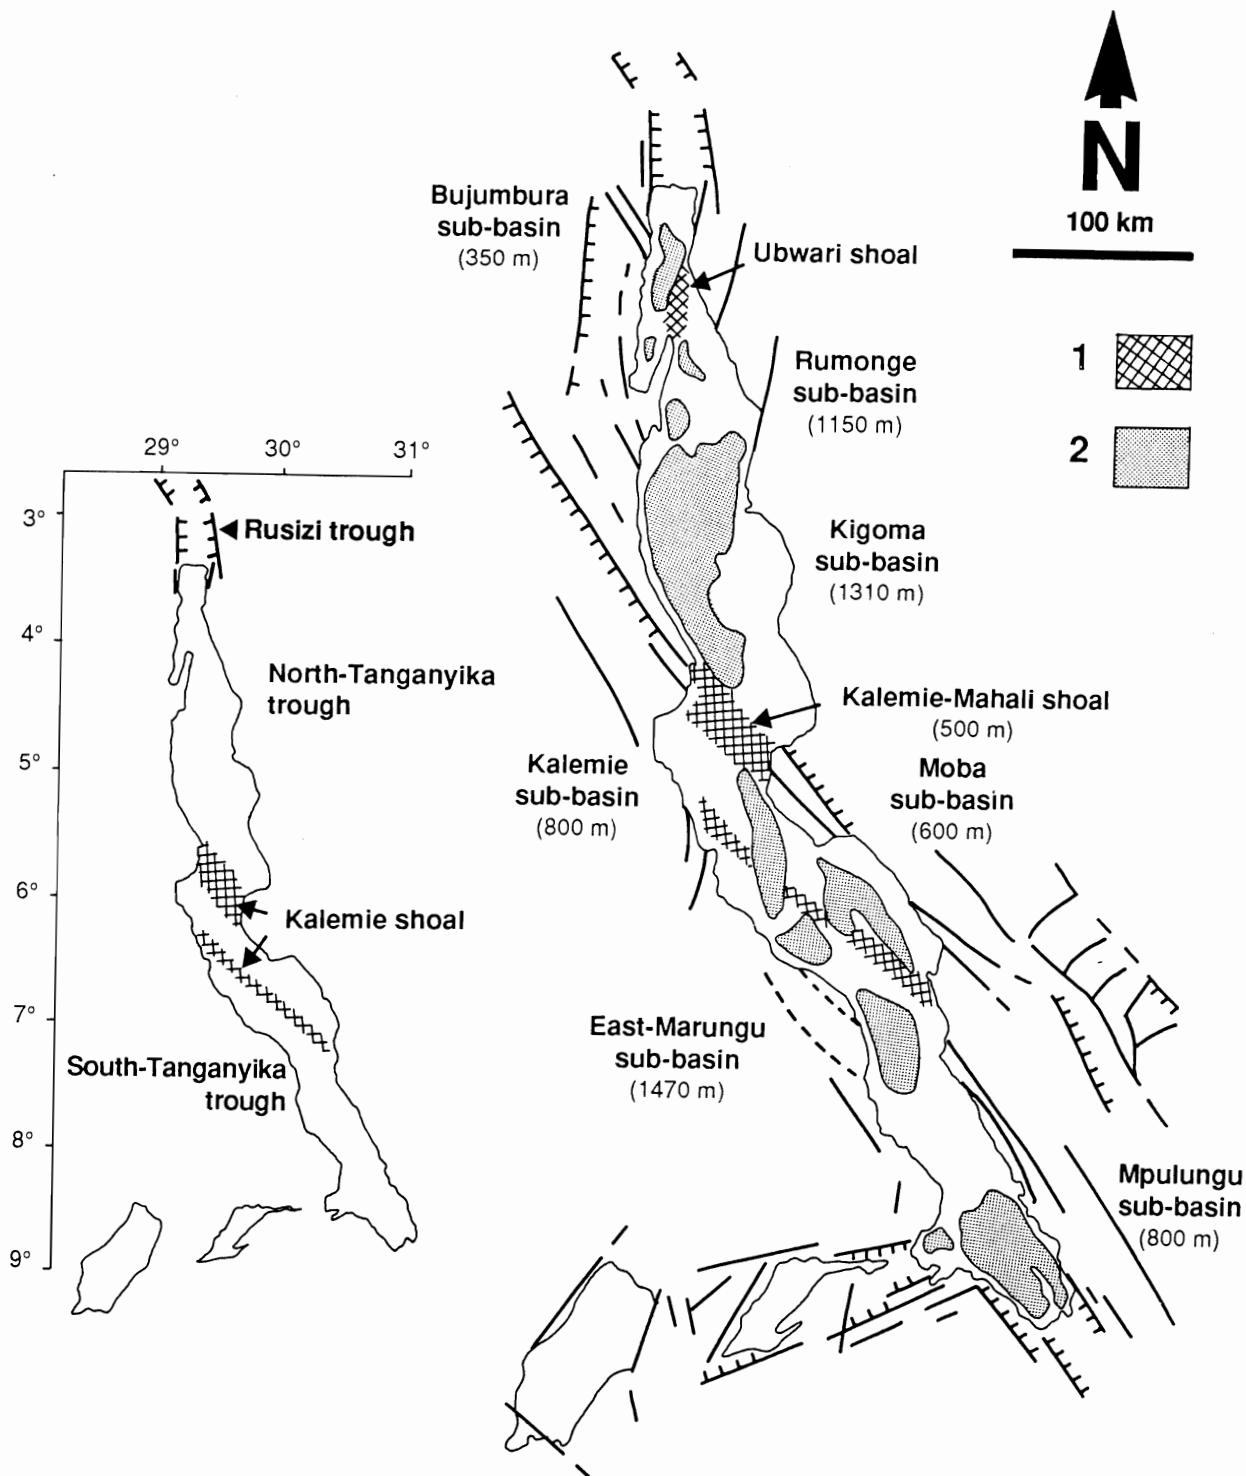 N
100 km
1
2
Bujumbura
sub-basin
(350 m)
Ubwari shoal
Rumonge
sub-basin
(1150 m)
Kigoma
sub-basin
(1310 m)
Kalemie-Mahali shoal
(500 m)
Kalemie
sub-basin
(800 m)
Moba
sub-basin
(600 m)
East-Marungu
sub-basin
(1470 m)
Mpulungu
sub-basin
(800 m)
29°
30°
31°
3°
4°
5°
6°
7°
8°
9°
Rusizi trough
North-Tanganyika
trough
Kalemie shoal
South-Tanganyika
trough